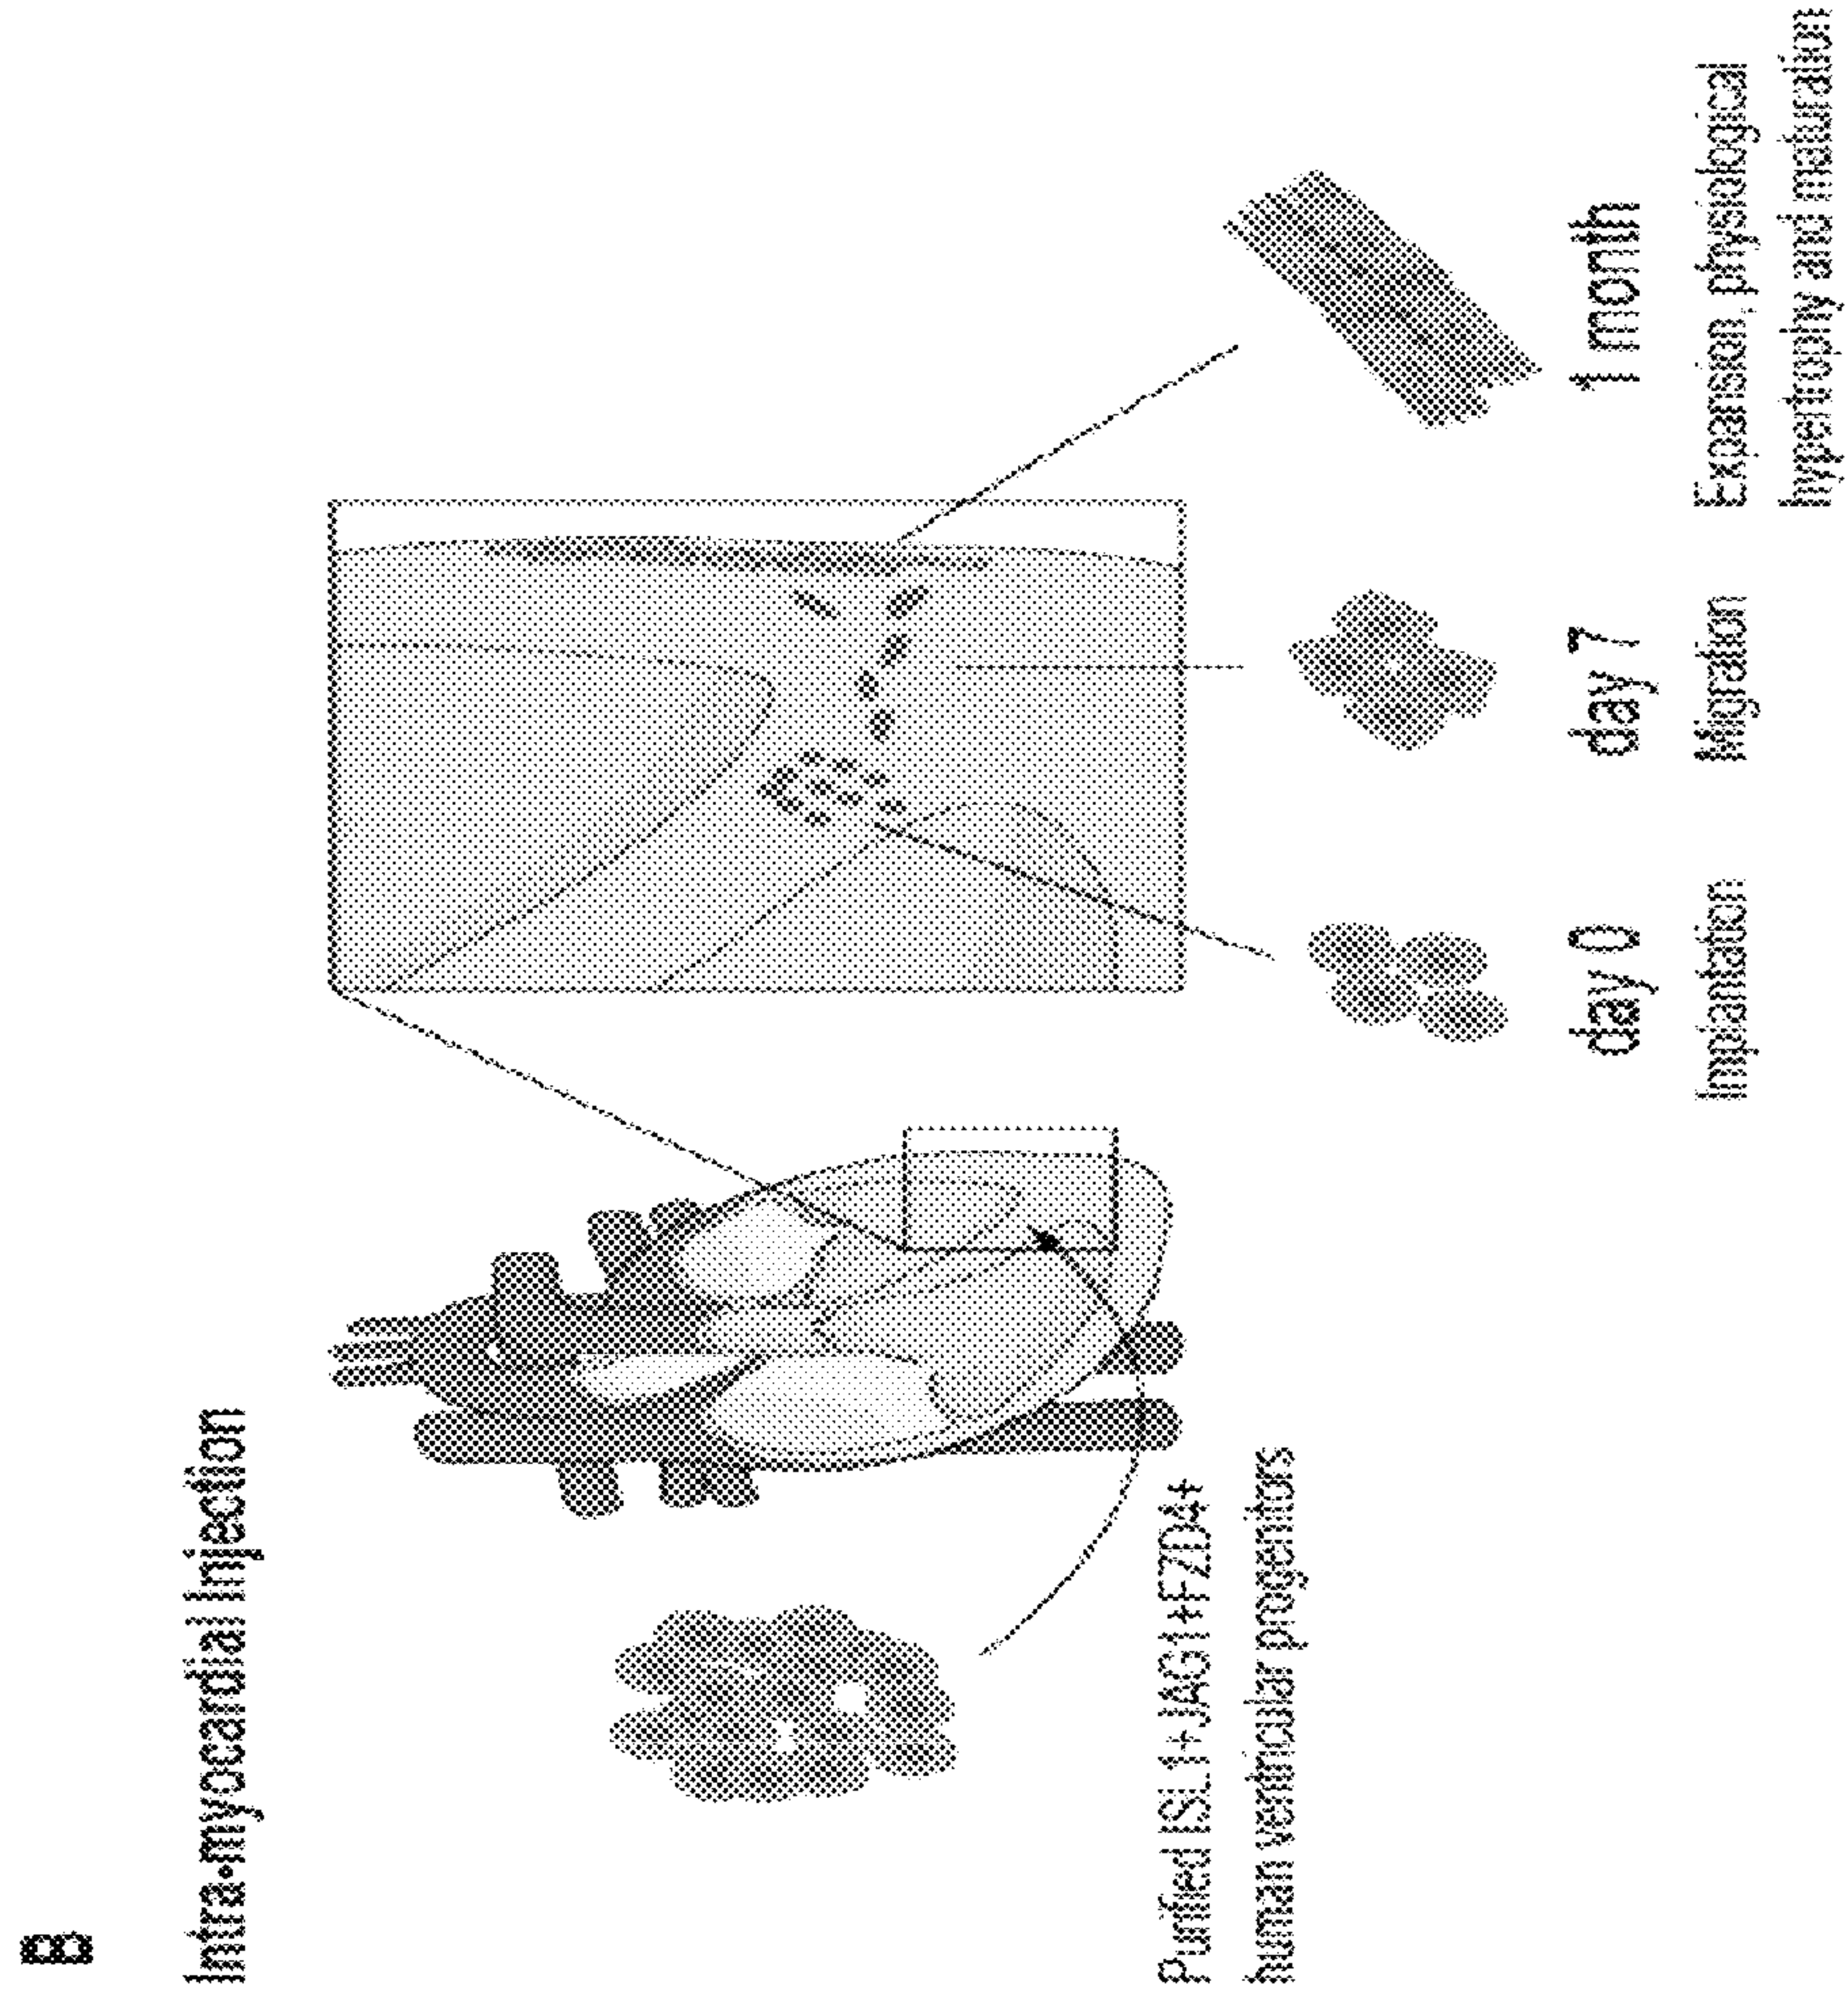 B
Intra-myocardial Injection
Purified ISL1+JAG1+FZD4+
human ventricular progenitors
day 0
Implantation
day 7
Migration
1 month
Expansion, physiological
hypertrophy and maturation